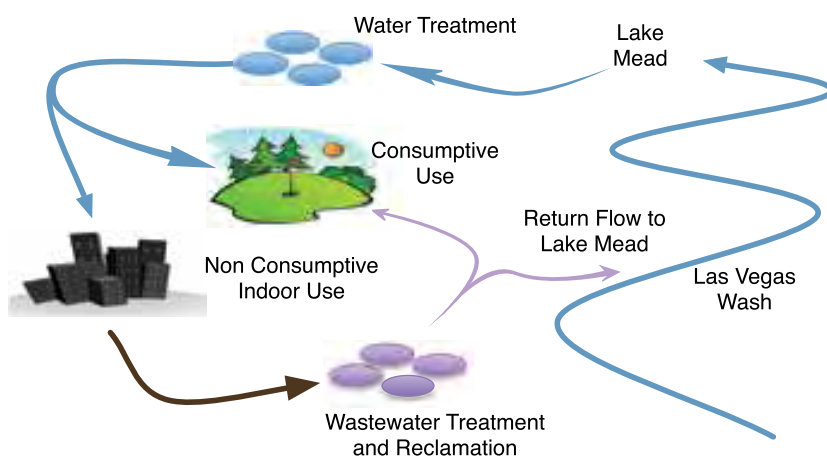 Water Treatment
Lake
Mead
Consumptive
Use
Return Flow to
Lake Mead
Non Consumptive
Indoor Use
Las Vegas
Wash
Wastewater Treatment
and Reclamation